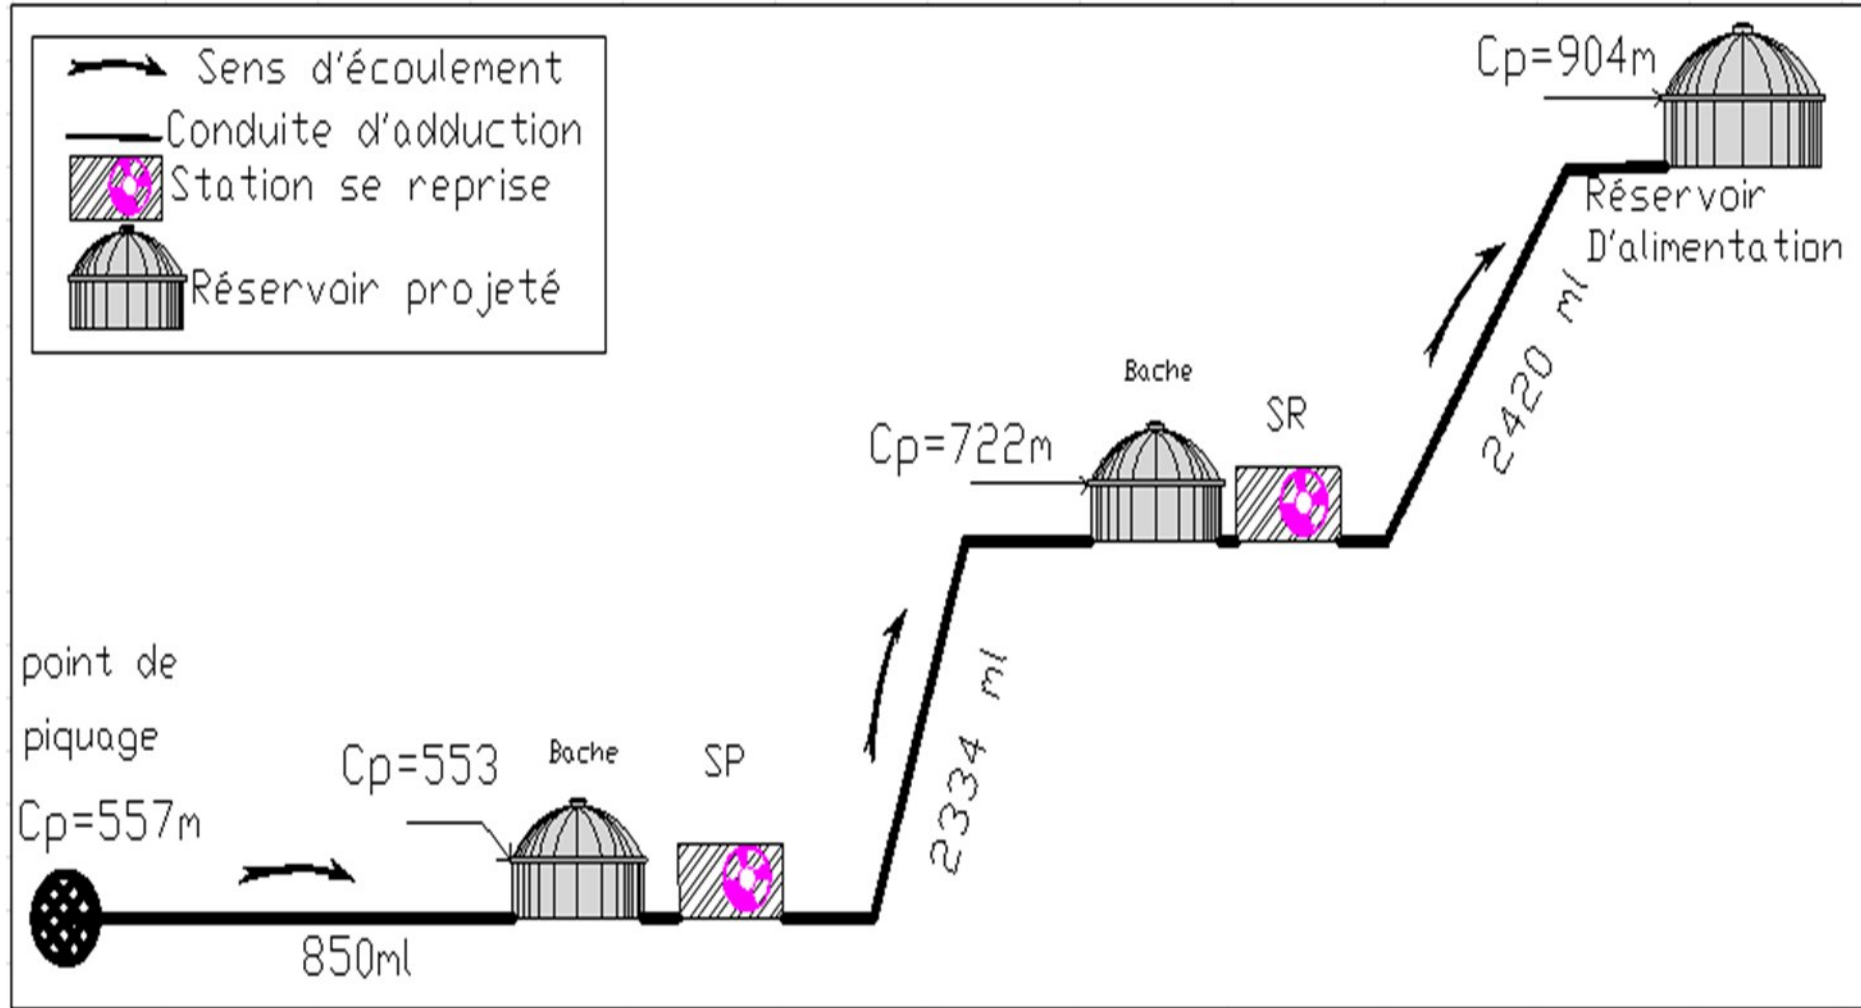 Sens d'écoulement
Conduite d'adduction
Station se reprise
Réservoir projeté
Cp=904m
Réservoir
D'alimentation
2420 ml
Bache
SR
Cp=722m
2334 ml
point de
piquage
Cp=557m
Cp=553
Bache
SP
850ml